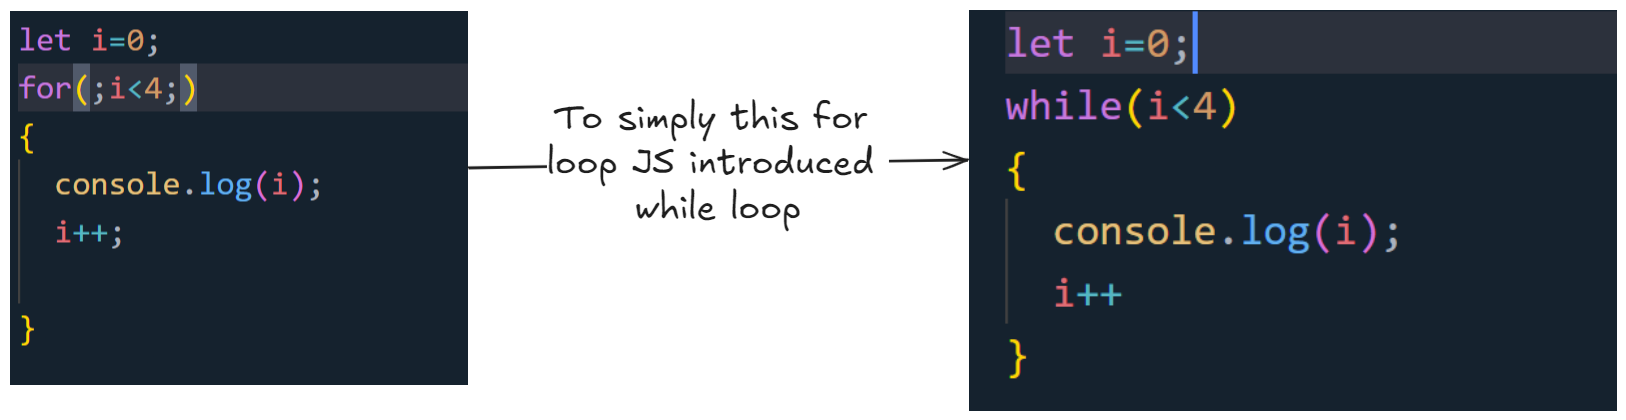 let i=0;
for(;i<4;)
{
console.log(i);
i++;
}
To simply this for
loop JS introduced
while loop
let i=0;
while(i<4)
{
console.log(i);
i++
}